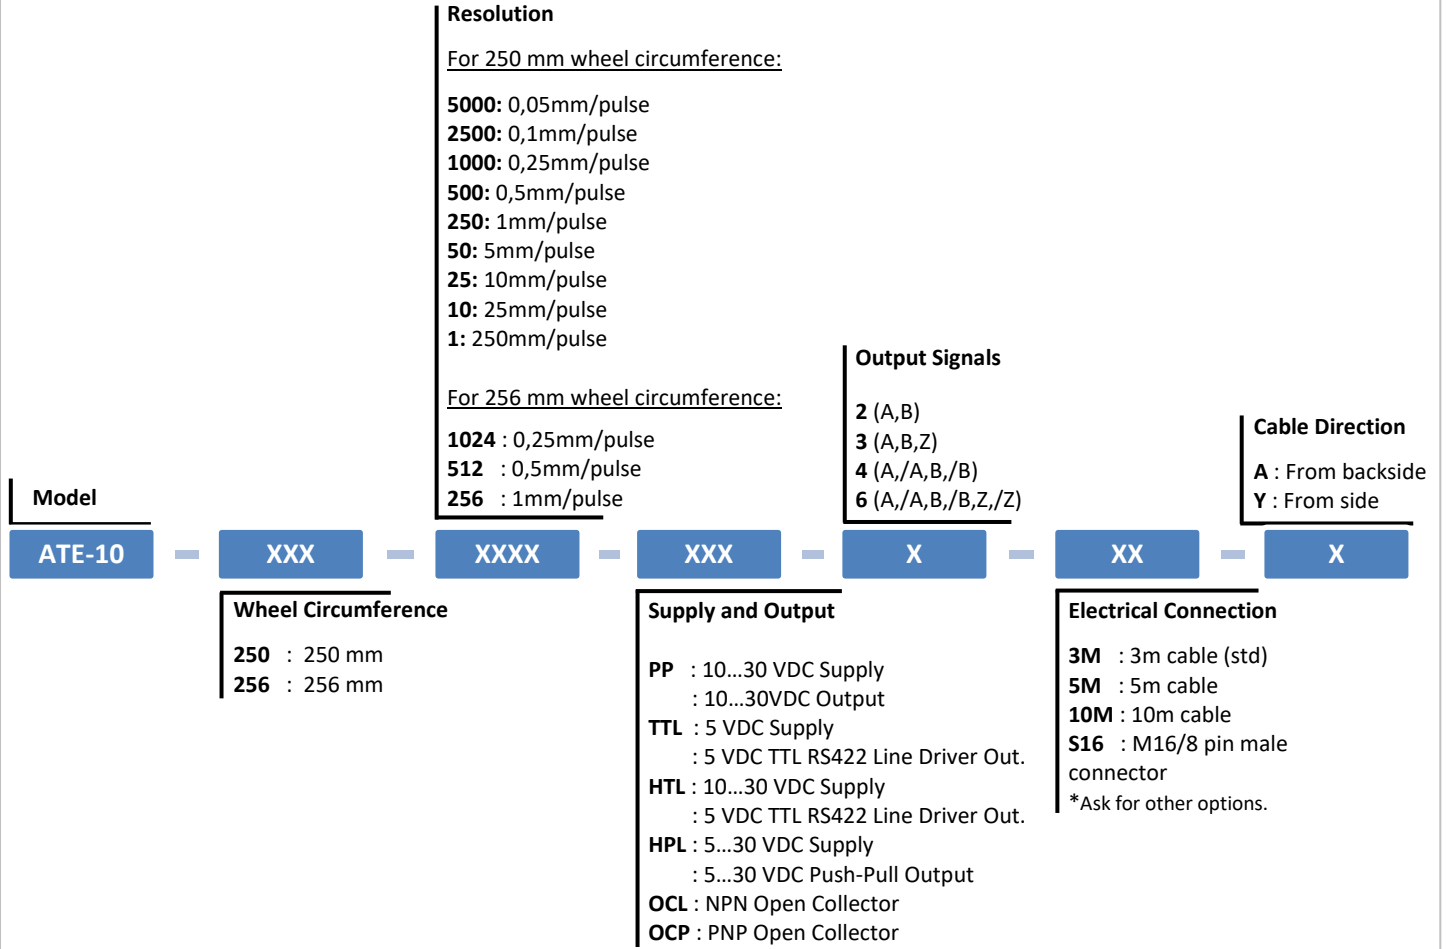 Resolution
For 250 mm wheel circumference:
5000: 0,05mm/pulse
2500: 0,1mm/pulse
1000: 0,25mm/pulse
500: 0,5mm/pulse
250: 1mm/pulse
50: 5mm/pulse
25: 10mm/pulse
10: 25mm/pulse
1: 250mm/pulse
For 256 mm wheel circumference:
1024 : 0,25mm/pulse
512 : 0,5mm/pulse
256 : 1mm/pulse
Output Signals
2 (A,B)
3 (A,B,Z)
4 (A,/A,B,/B)
6 (A,/A,B,/B,Z,/Z)
Cable Direction
A : From backside
Y : From side
Model
ATE-10 - XXX - XXXX - XXX - X - XX - X
Wheel Circumference
250 : 250 mm
256 : 256 mm
Supply and Output
PP : 10...30 VDC Supply
: 10...30VDC Output
TTL : 5 VDC Supply
: 5 VDC TTL RS422 Line Driver Out.
HTL : 10...30 VDC Supply
: 5 VDC TTL RS422 Line Driver Out.
HPL : 5...30 VDC Supply
: 5...30 VDC Push-Pull Output
OCL : NPN Open Collector
OCP : PNP Open Collector
Electrical Connection
3M : 3m cable (std)
5M : 5m cable
10M : 10m cable
S16 : M16/8 pin male
connector
*Ask for other options.